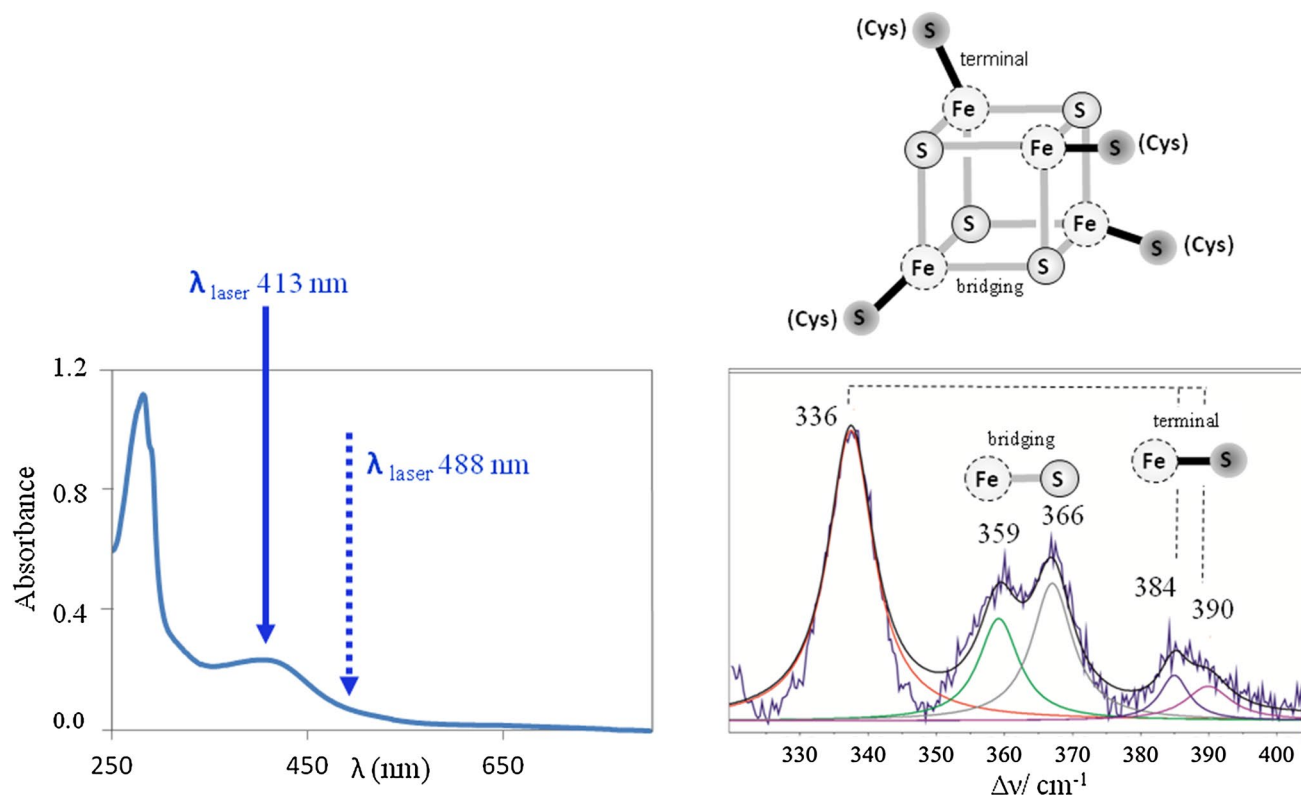 (Cys) S
terminal
Fe
S
S
Fe
S (Cys)
S
Fe
S (Cys)
Fe
S
bridging
(Cys) S
λ laser 413 nm
λ laser 488 nm
1.2
0.8
0.4
0.0
Absorbance
250
450
650
λ (nm)
336
bridging
Fe S
359
366
terminal
Fe S
384
390
330
340
350
360
370
380
390
400
Δν/ cm-1